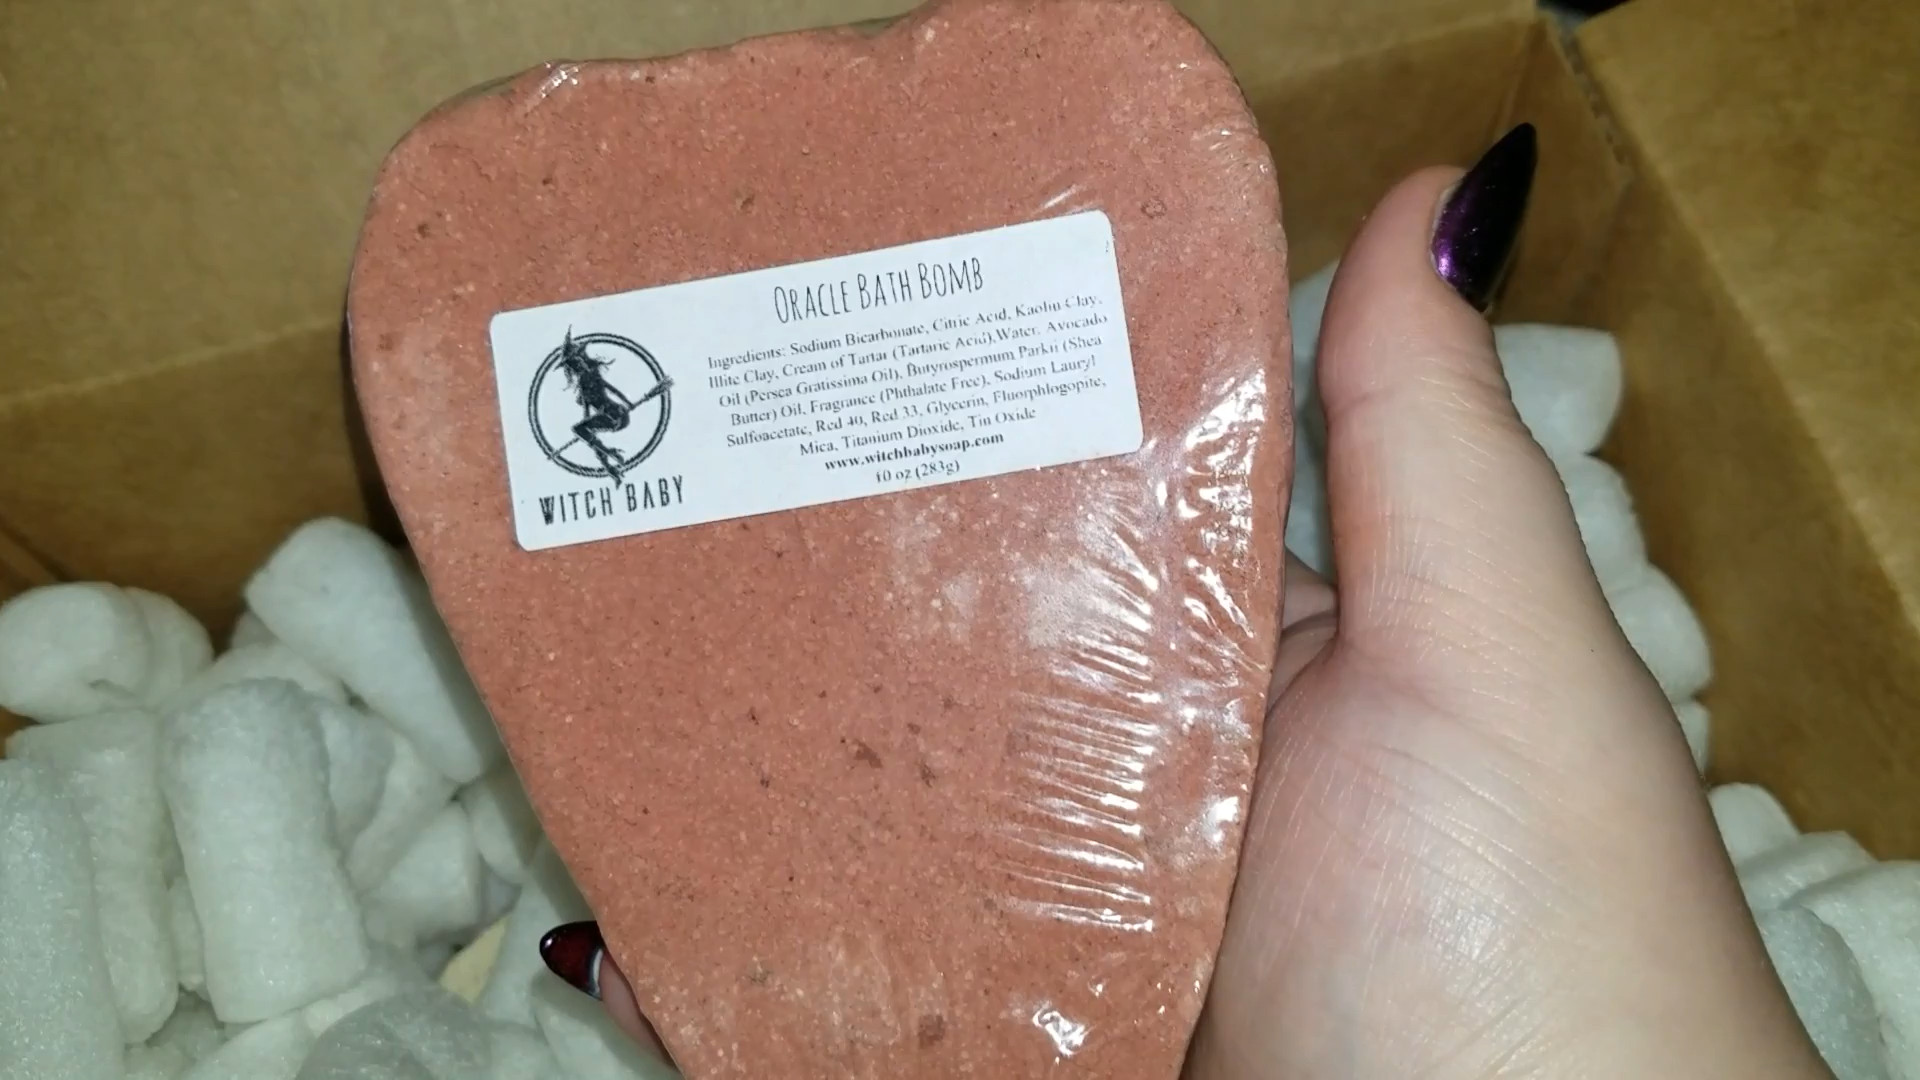 ORACLE BATH BOMB
Ingredients: Sodium Bicarbonate, Citric Acid, Kaolin Clay,
Illite Clay, Cream of Tartar (Tartaric Acid),Water, Avocado
Oil (Persea Gratissima Oil), Butyrospermum Parkii (Shea
Butter) Oil, Fragrance (Phthalate Free), Sodium Lauryl
Sulfoacetate, Red 40, Red 33, Glycerin, Fluorphlogopite,
Mica, Titanium Dioxide, Tin Oxide
www.witchbabysoap.com
10 oz (283g)
WITCH BABY